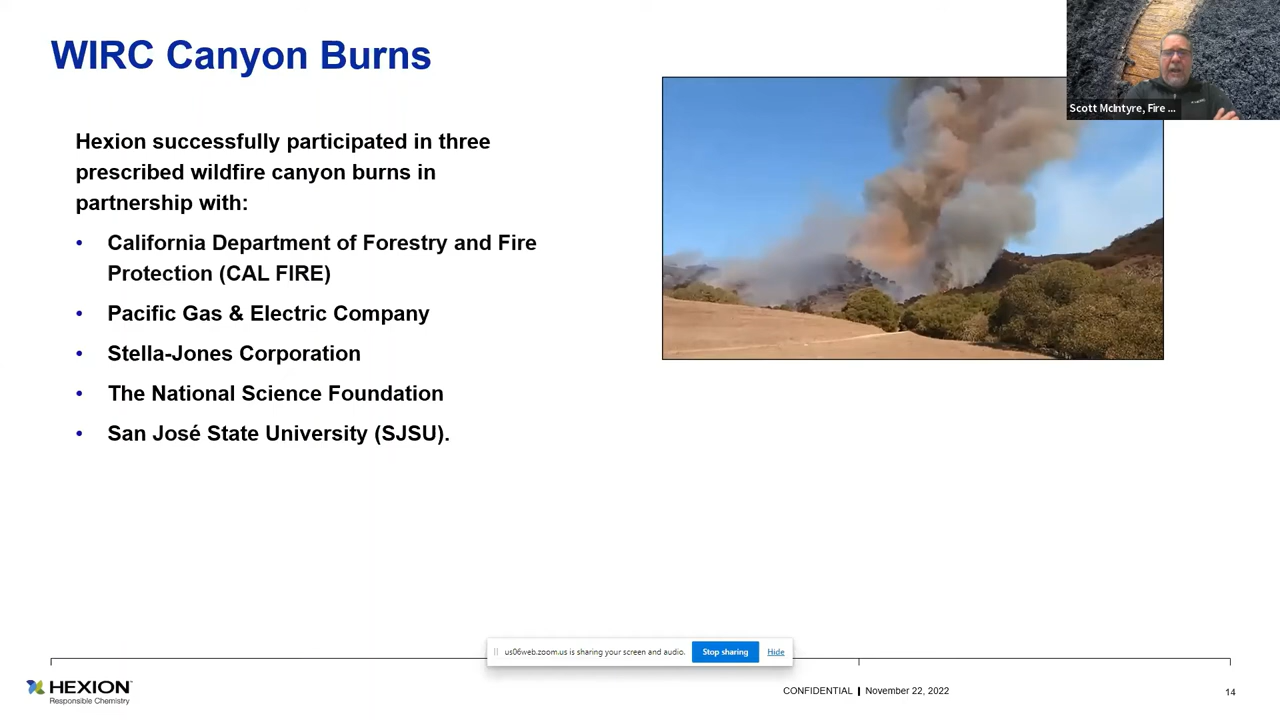 WIRC Canyon Burns
Scott McIntyre, Fire ...
Hexion successfully participated in three
prescribed wildfire canyon burns in
partnership with:
• California Department of Forestry and Fire
Protection (CAL FIRE)
• Pacific Gas & Electric Company
• Stella-Jones Corporation
• The National Science Foundation
• San José State University (SJSU).
us06web.zoom.us is sharing your screen and audio. Stop sharing Hide
HEXION™
Responsible Chemistry
CONFIDENTIAL | November 22, 2022
14